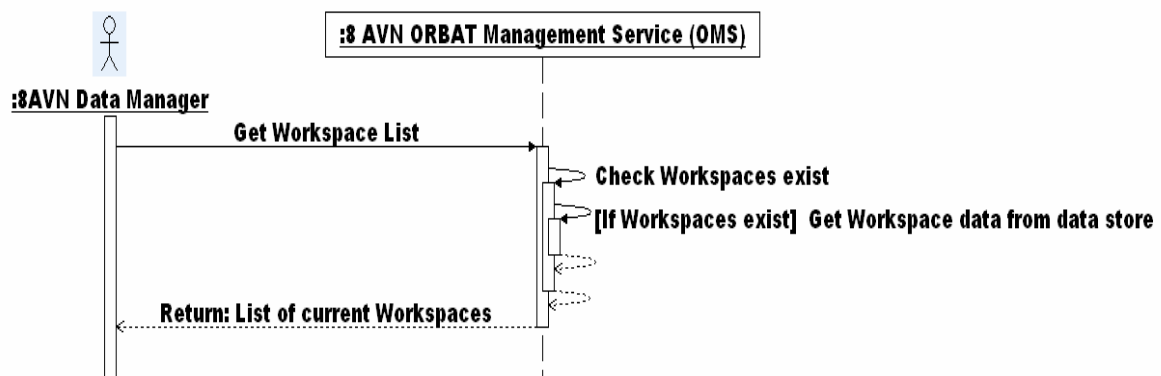 :8 AVN ORBAT Management Service (OMS)
:8AVN Data Manager
Get Workspace List
Check Workspaces exist
[If Workspaces exist] Get Workspace data from data store
Return: List of current Workspaces